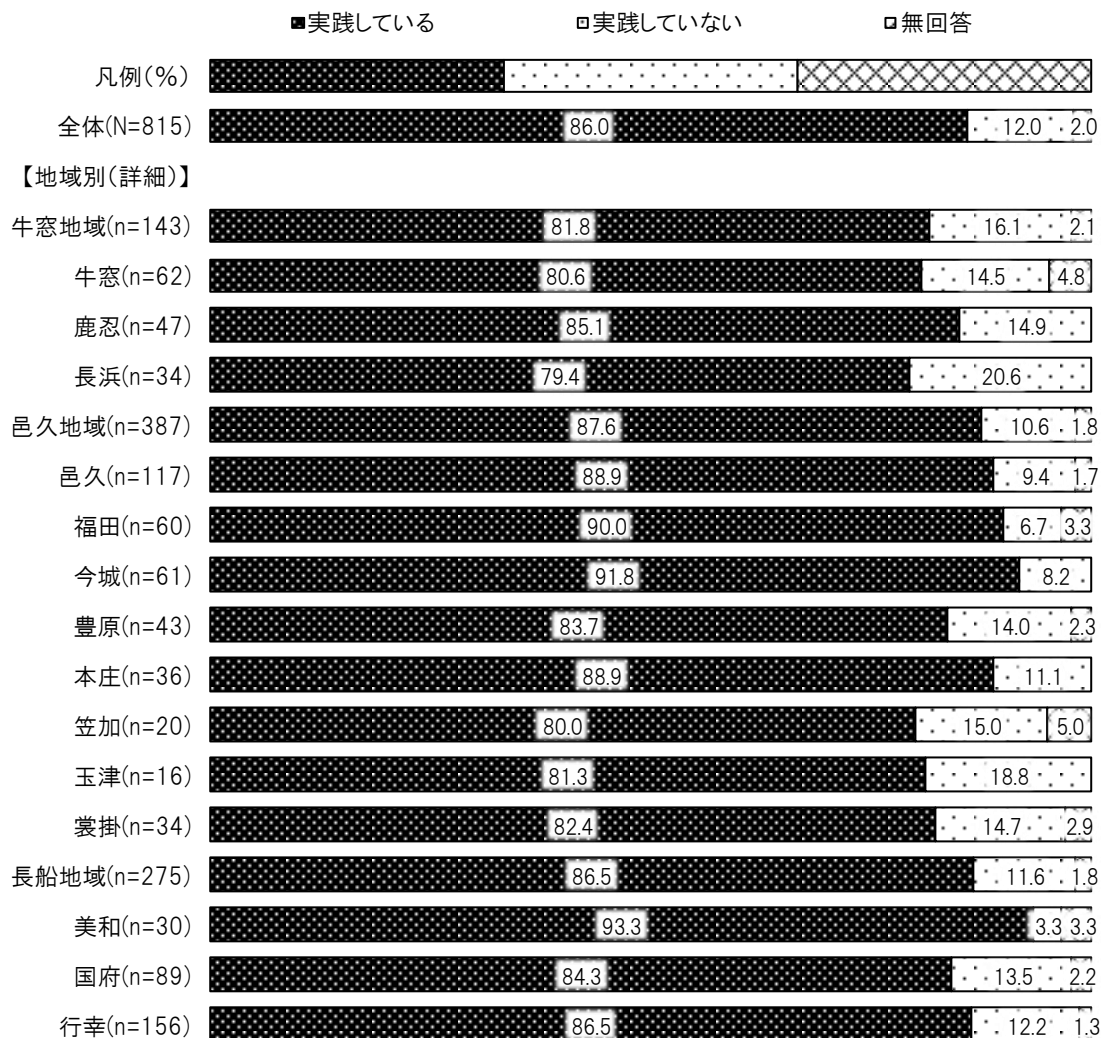 ■実践している □実践していない □無回答
凡例(%)
全体(N=815) 86.0 12.0 2.0
【地域別(詳細)】
牛窓地域(n=143) 81.8 16.1 2.1
牛窓(n=62) 80.6 14.5 4.8
鹿忍(n=47) 85.1 14.9
長浜(n=34) 79.4 20.6
邑久地域(n=387) 87.6 10.6 1.8
邑久(n=117) 88.9 9.4 1.7
福田(n=60) 90.0 6.7 3.3
今城(n=61) 91.8 8.2
豊原(n=43) 83.7 14.0 2.3
本庄(n=36) 88.9 11.1
笠加(n=20) 80.0 15.0 5.0
玉津(n=16) 81.3 18.8
裳掛(n=34) 82.4 14.7 2.9
長船地域(n=275) 86.5 11.6 1.8
美和(n=30) 93.3 3.3 3.3
国府(n=89) 84.3 13.5 2.2
行幸(n=156) 86.5 12.2 1.3